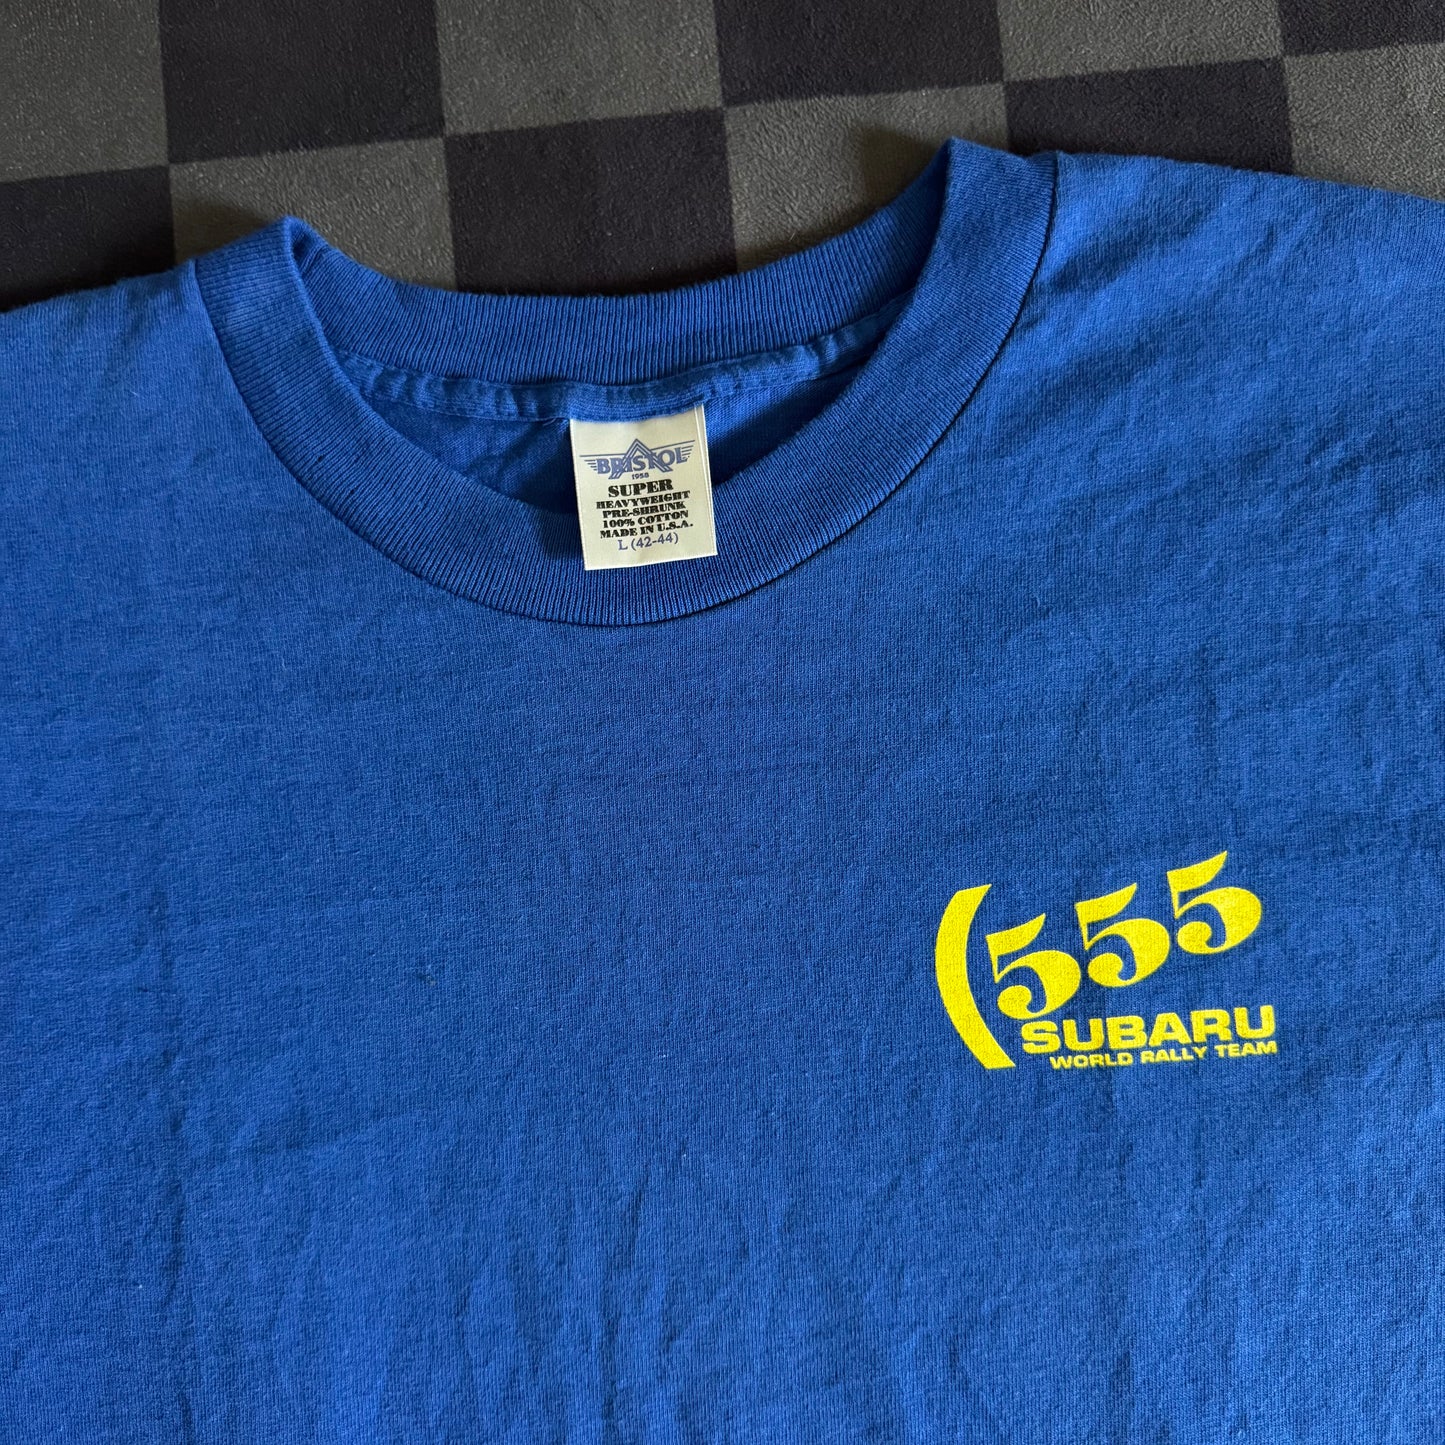 BRISTOL
1958
SUPER
HEAVYWEIGHT
PRE-SHRUNK
100% COTTON
MADE IN U.S.A.
L (42-44)
(555
SUBARU
WORLD RALLY TEAM